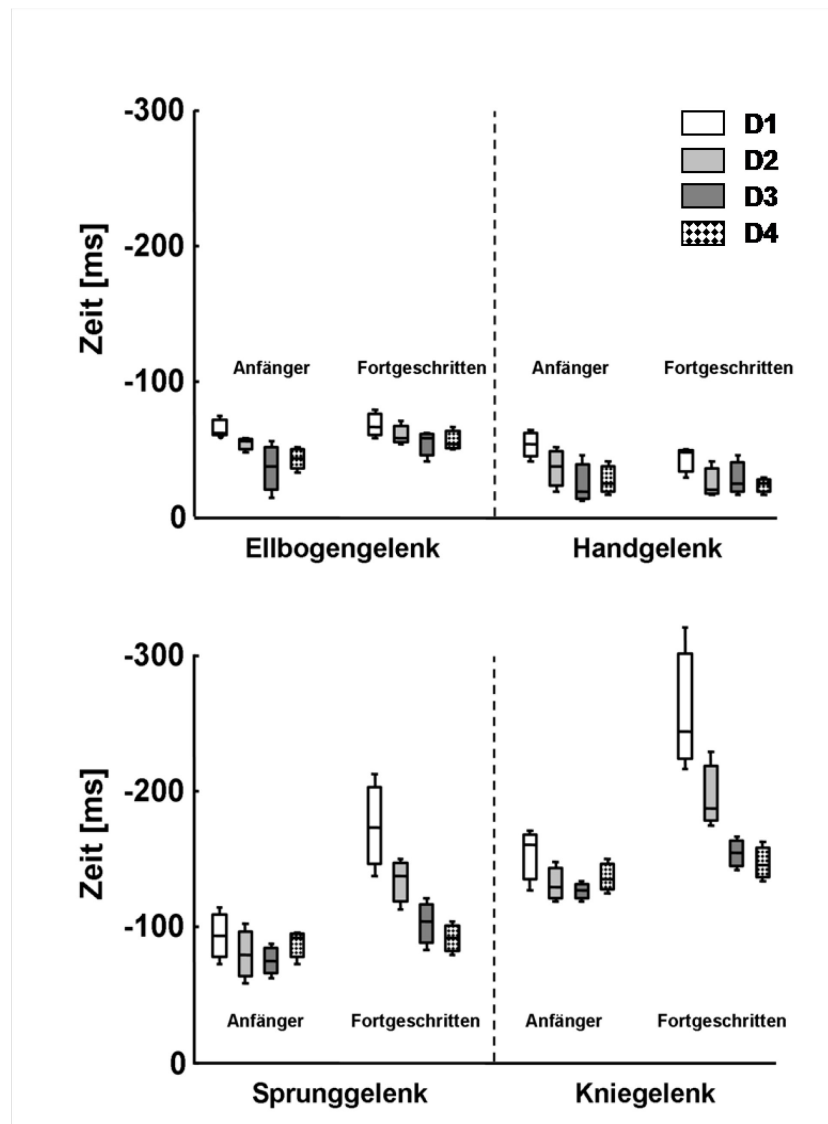 -300
D1
D2
D3
D4
-200
Zeit [ms]
-100
Anfänger
Fortgeschritten
Anfänger
Fortgeschritten
0
Ellbogengelenk
Handgelenk
-300
-200
Zeit [ms]
-100
Anfänger
Fortgeschritten
Anfänger
Fortgeschritten
0
Sprunggelenk
Kniegelenk